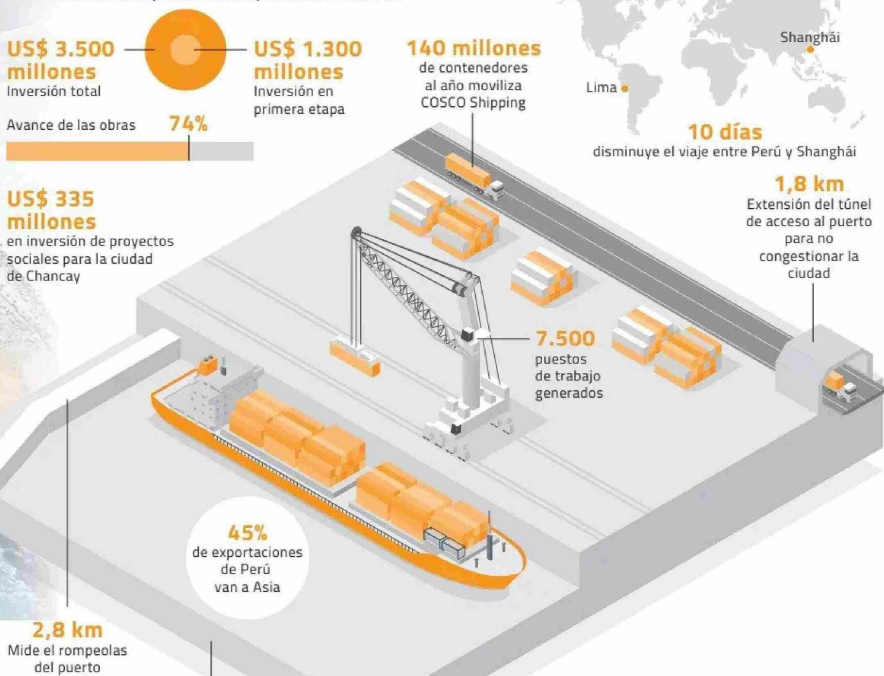 US$ 3.500
millones
Inversión total
US$ 1.300
millones
Inversión en
primera etapa
Avance de las obras 74%
US$ 335
millones
en inversión de proyectos
sociales para la ciudad
de Chancay
140 millones
de contenedores
al año moviliza
COSCO Shipping
Shanghái
Lima
10 días
disminuye el viaje entre Perú y Shanghái
1,8 km
Extensión del túnel
de acceso al puerto
para no
congestionar la
ciudad
7.500
puestos
de trabajo
generados
45%
de exportaciones
de Perú
van a Asia
2,8 km
Mide el rompeolas
del puerto